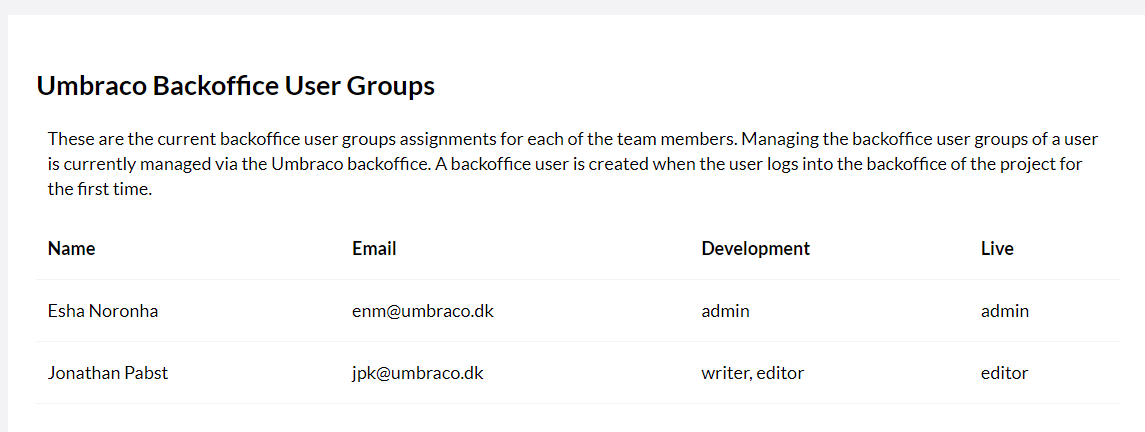 Umbraco Backoffice User Groups
These are the current backoffice user groups assignments for each of the team members. Managing the backoffice user groups of a user
is currently managed via the Umbraco backoffice. A backoffice user is created when the user logs into the backoffice of the project for
the first time.
Name Email Development Live
Esha Noronha enm@umbraco.dk admin admin
Jonathan Pabst jpk@umbraco.dk writer, editor editor